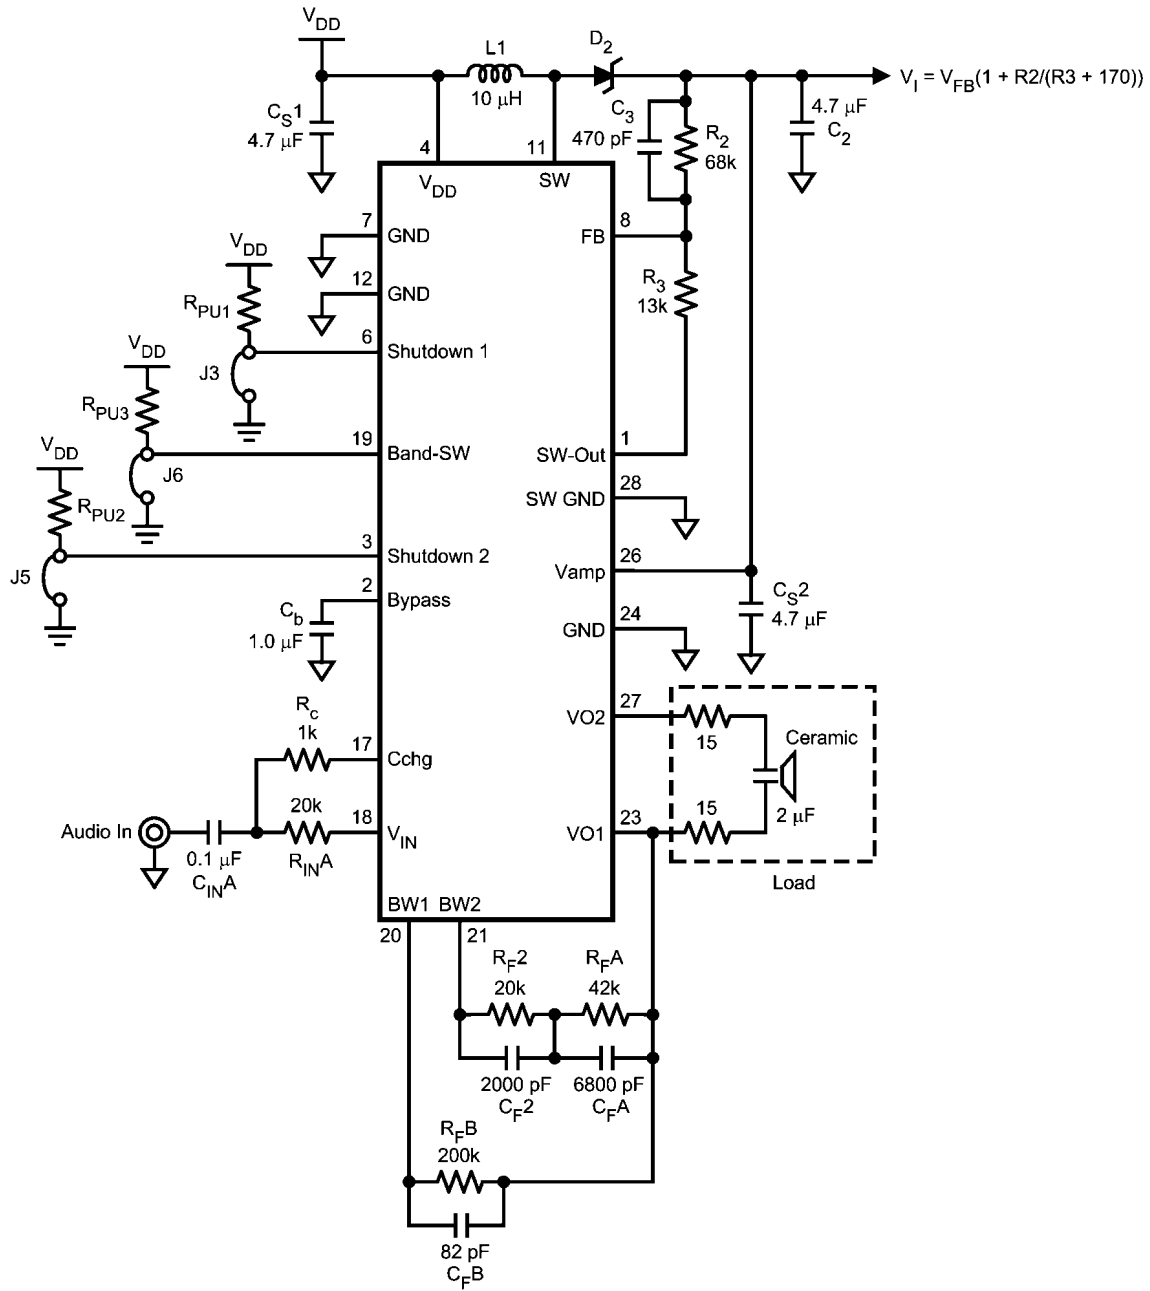 VDD
L1
10 µH
D2
VI = VFB(1 + R2/(R3 + 170))
CS1
4.7 µF
C3
470 pF
R2
68k
4.7 µF
C2
4
11
VDD
SW
7
GND
8
FB
12
GND
R3
13k
VDD
RPU1
6
Shutdown 1
J3
VDD
RPU3
19
Band-SW
J6
1
SW-Out
28
SW GND
VDD
RPU2
3
Shutdown 2
J5
26
Vamp
2
Bypass
Cb
1.0 µF
CS2
4.7 µF
24
GND
27
VO2
15
Ceramic
2 µF
15
23
VO1
Load
Rc
1k
17
Cchg
Audio In
0.1 µF
CINA
20k
RINA
18
VIN
BW1
BW2
20
21
RF2
20k
RFA
42k
2000 pF
CF2
6800 pF
CFA
RFB
200k
82 pF
CFB